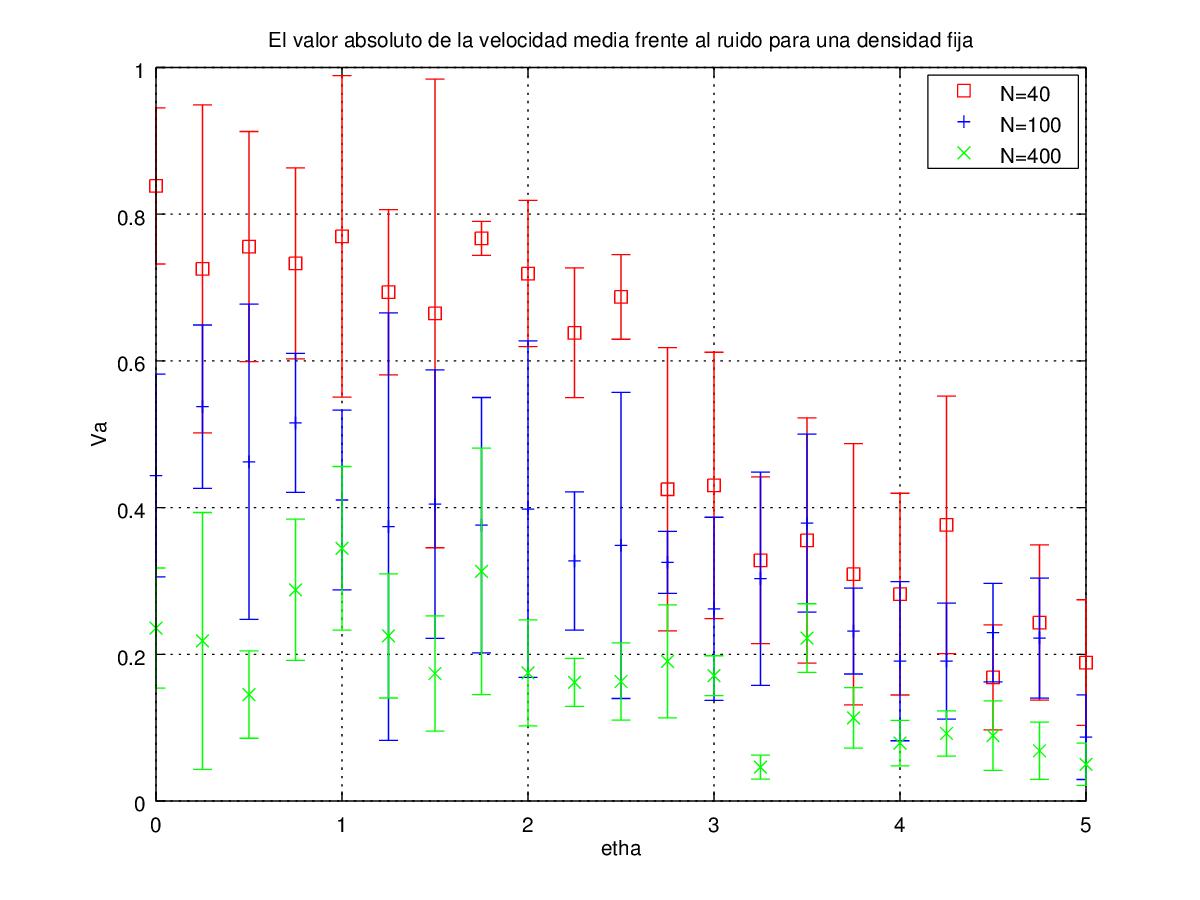 El valor absoluto de la velocidad media frente al ruido para una densidad fija
N=40
N=100
N=400
1
0.8
0.6
0.4
0.2
0
Va
0 1 2 3 4 5
etha